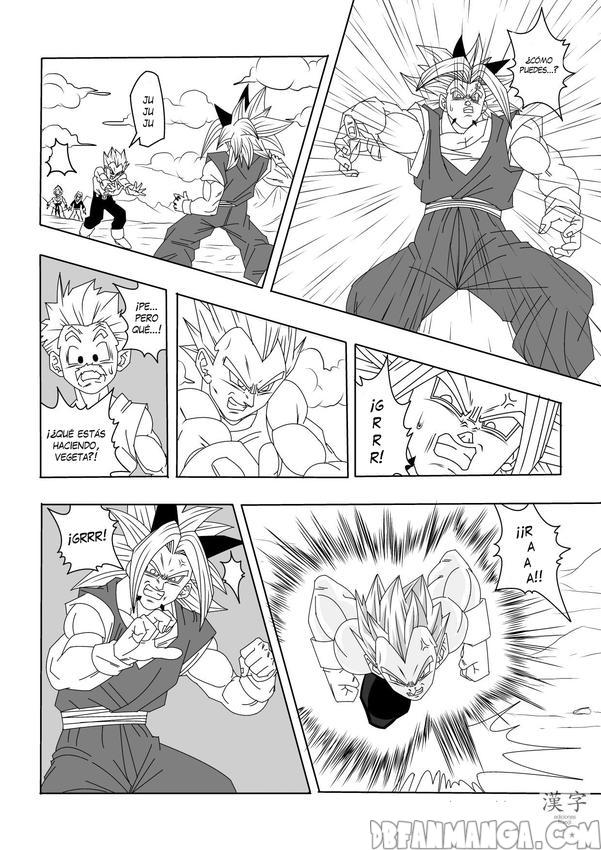 JU
JU
JU
¿CÓMO
PUEDES...?
¡PE...
PERO
QUÉ...!
¡¿QUÉ ESTÁS
HACIENDO,
VEGETA?!
¡G
R
R
R!
¡GRRR!
¡¡R
A
A
A!!
漢字
ediciones
DBFANMANGA.COM